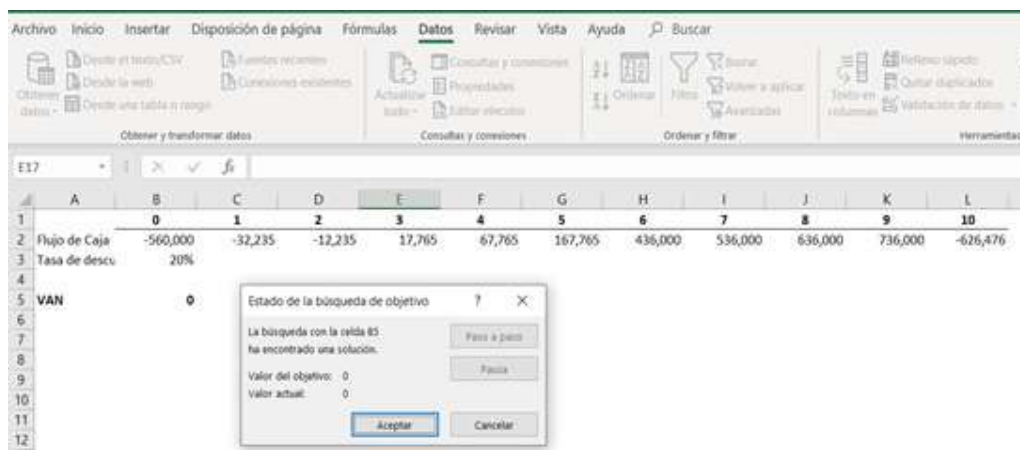 Archivo Inicio Insertar Disposición de página Fórmulas Datos Revisar Vista Ayuda Buscar
Desde el texto/CSV
Fuentes recientes
Consultas y conexiones
Borrar
Relleno rápido
Obtener datos
Desde la web
Conexiones existentes
Actualizar todo
Propiedades
Ordenar
Filtro
Volver a aplicar
Texto en columnas
Quitar duplicados
Desde una tabla o rango
Editar vínculos
Avanzadas
Validación de datos
Obtener y transformar datos
Consultas y conexiones
Ordenar y filtrar
Herramientas
E17 fx
A B C D E F G H I J K L
1 0 1 2 3 4 5 6 7 8 9 10
2 Flujo de Caja -560,000 -32,235 -12,235 17,765 67,765 167,765 436,000 536,000 636,000 736,000 -626,476
3 Tasa de descu 20%
4
5 VAN 0
6
7
8
9
10
11
12
Estado de la búsqueda de objetivo ? ×
La búsqueda con la celda B5
ha encontrado una solución.
Valor del objetivo: 0
Valor actual: 0
Paso a paso
Pausa
Aceptar
Cancelar